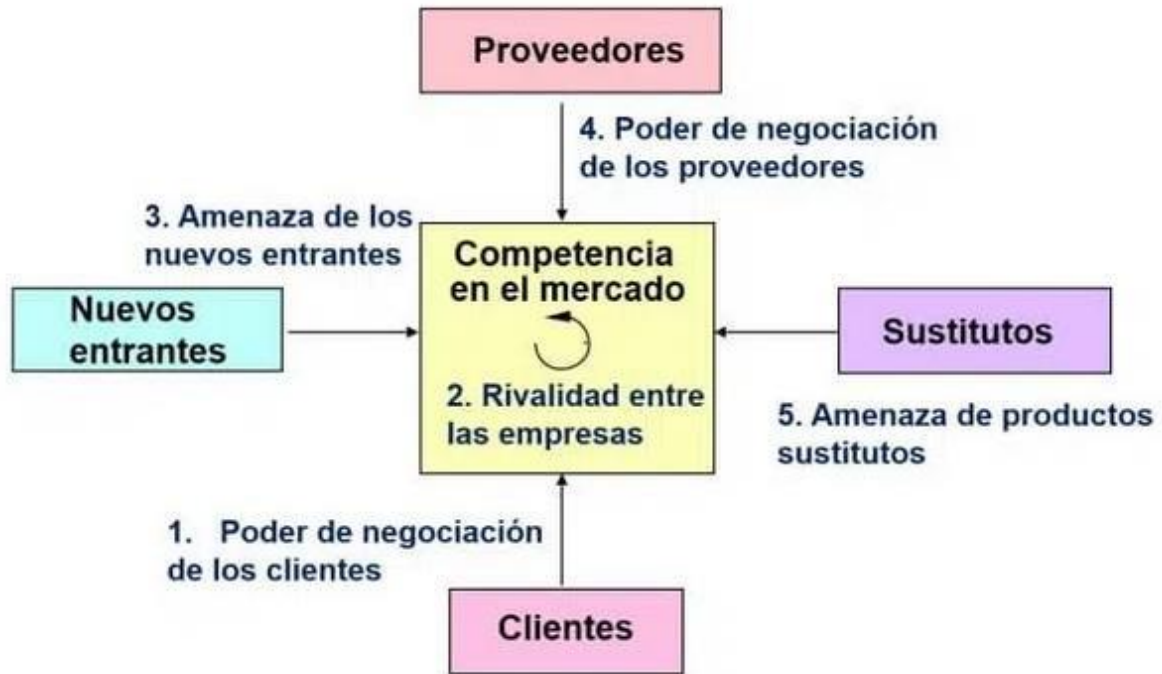 Proveedores
4. Poder de negociación
de los proveedores
3. Amenaza de los
nuevos entrantes
Competencia
en el mercado
Nuevos
entrantes
Sustitutos
2. Rivalidad entre
las empresas
5. Amenaza de productos
sustitutos
1. Poder de negociación
de los clientes
Clientes